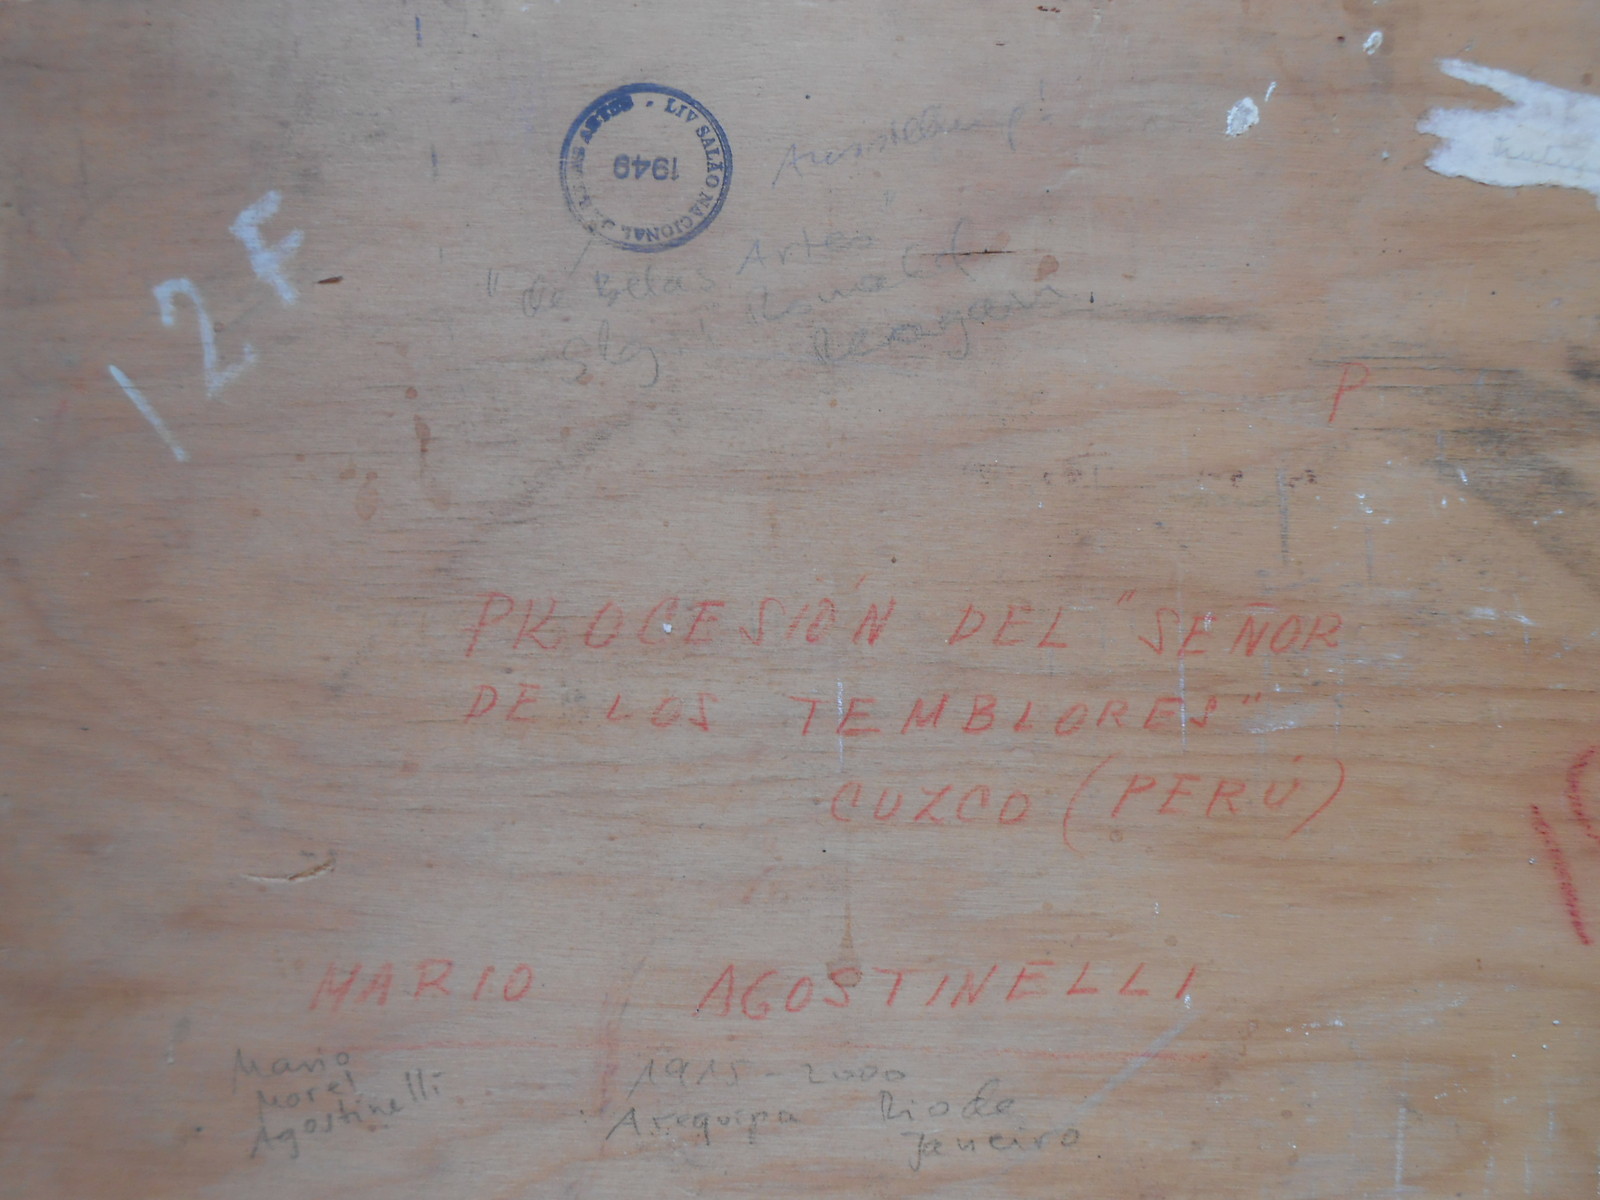 LIV SALÃO NACIONAL
1949
12F
"de Belas Artes"
P
PROCESIÓN DEL "SEÑOR
DE LOS TEMBLORES"
CUZCO (PERÚ)
MARIO AGOSTINELLI
Mario
Morel
Agostinelli
1915-2000
Arequipa Rio de
Janeiro